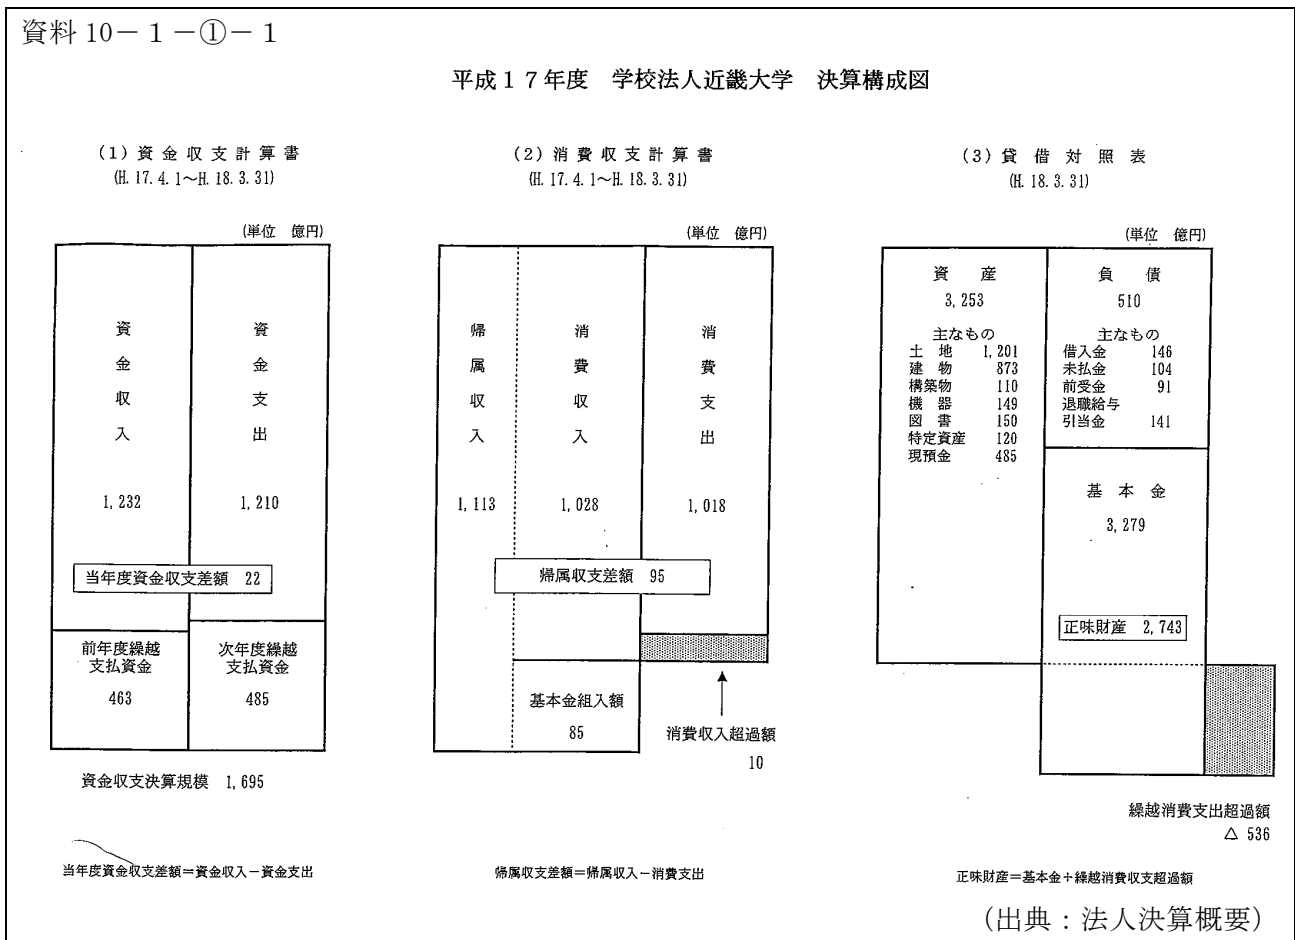 資料 10－１－①－１
平成１７年度　学校法人近畿大学　決算構成図
(1) 資金収支計算書
(H. 17. 4. 1～H. 18. 3. 31)
(単位　億円)
資金収入
1, 232
資金支出
1, 210
当年度資金収支差額　22
前年度繰越
支払資金
463
次年度繰越
支払資金
485
資金収支決算規模　1, 695
当年度資金収支差額＝資金収入－資金支出
(2) 消費収支計算書
(H. 17. 4. 1～H. 18. 3. 31)
(単位　億円)
帰属収入
1, 113
消費収入
1, 028
消費支出
1, 018
帰属収支差額　95
基本金組入額
85
消費収入超過額
10
帰属収支差額＝帰属収入－消費支出
(3) 貸借対照表
(H. 18. 3. 31)
(単位　億円)
資　産
3, 253
主なもの
土　地　1, 201
建　物　873
構築物　110
機　器　149
図　書　150
特定資産　120
現預金　485
負　債
510
主なもの
借入金　146
未払金　104
前受金　91
退職給与
引当金　141
基本金
3, 279
正味財産　2, 743
繰越消費支出超過額
△ 536
正味財産＝基本金＋繰越消費収支超過額
（出典：法人決算概要）